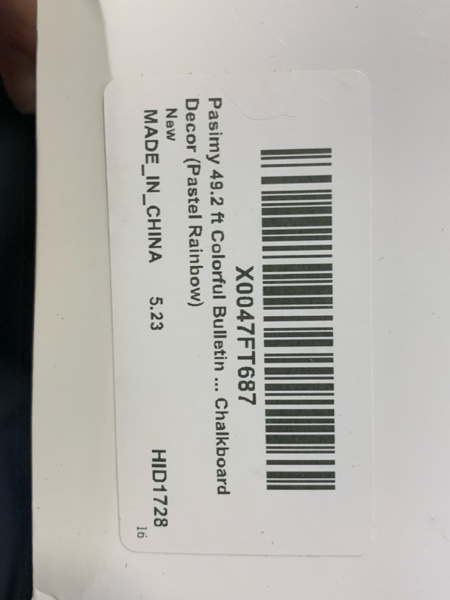 X0047FT687
Pasimy 49.2 ft Colorful Bulletin ... Chalkboard
Decor (Pastel Rainbow)
New
MADE_IN_CHINA 5.23 HID1728
16